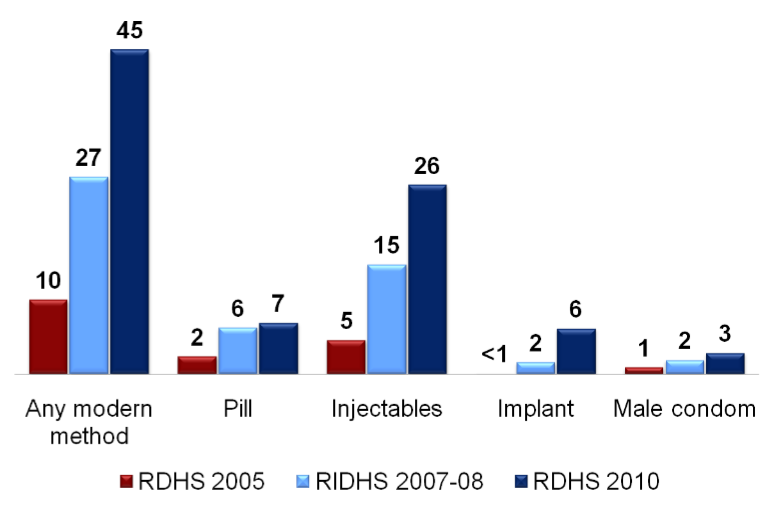 45
27
10
2
6
7
5
15
26
<1
2
6
1
2
3
Any modern
method
Pill
Injectables
Implant
Male condom
RDHS 2005
RIDHS 2007-08
RDHS 2010